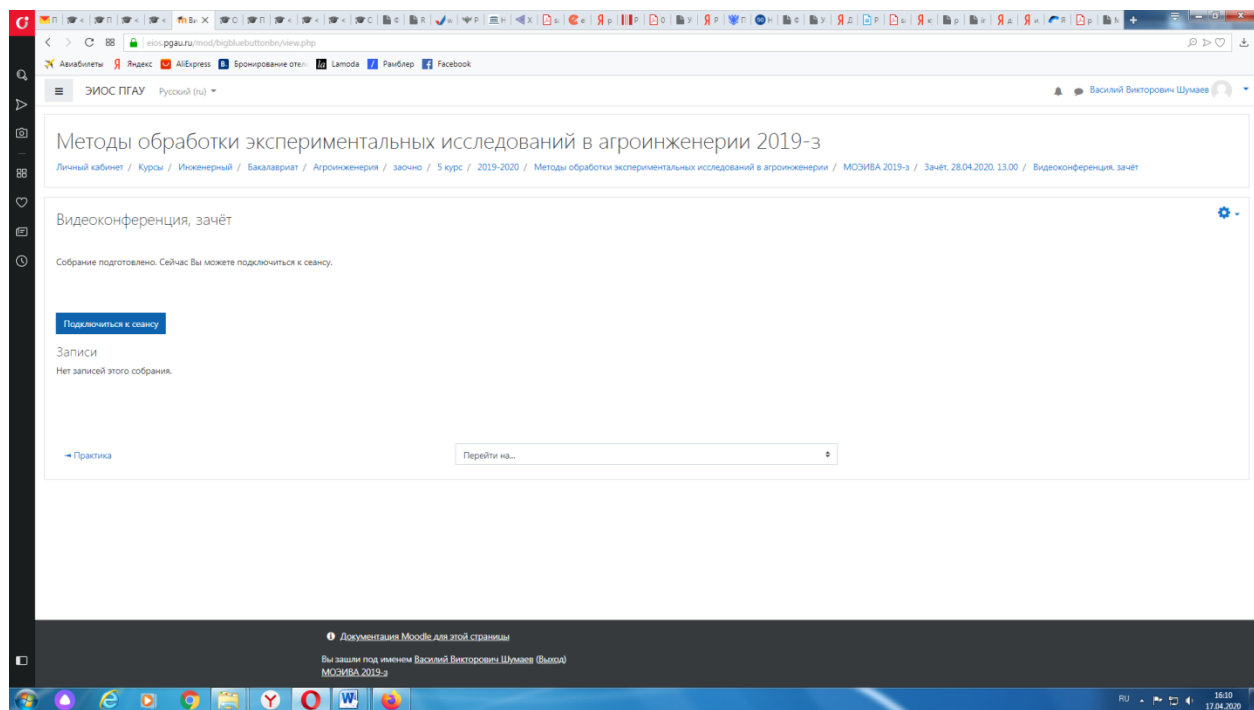 eios.pgau.ru/mod/bigbluebuttonbn/view.php
Авиабилеты Яндекс AliExpress Бронирование отел Lamoda Рамблер Facebook
ЭИОС ПГАУ Русский (ru) Василий Викторович Шумаев
Методы обработки экспериментальных исследований в агроинженерии 2019-з
Личный кабинет / Курсы / Инженерный / Бакалавриат / Агроинженерия / заочно / 5 курс / 2019-2020 / Методы обработки экспериментальных исследований в агроинженерии / МОЭИВА 2019-з / Зачёт. 28.04.2020, 13.00 / Видеоконференция, зачёт
Видеоконференция, зачёт
Собрание подготовлено. Сейчас Вы можете подключиться к сеансу.
Подключиться к сеансу
Записи
Нет записей этого собрания.
◄ Практика Перейти на...
Документация Moodle для этой страницы
Вы зашли под именем Василий Викторович Шумаев (Выход)
МОЭИВА 2019-з
RU 16:10
17.04.2020